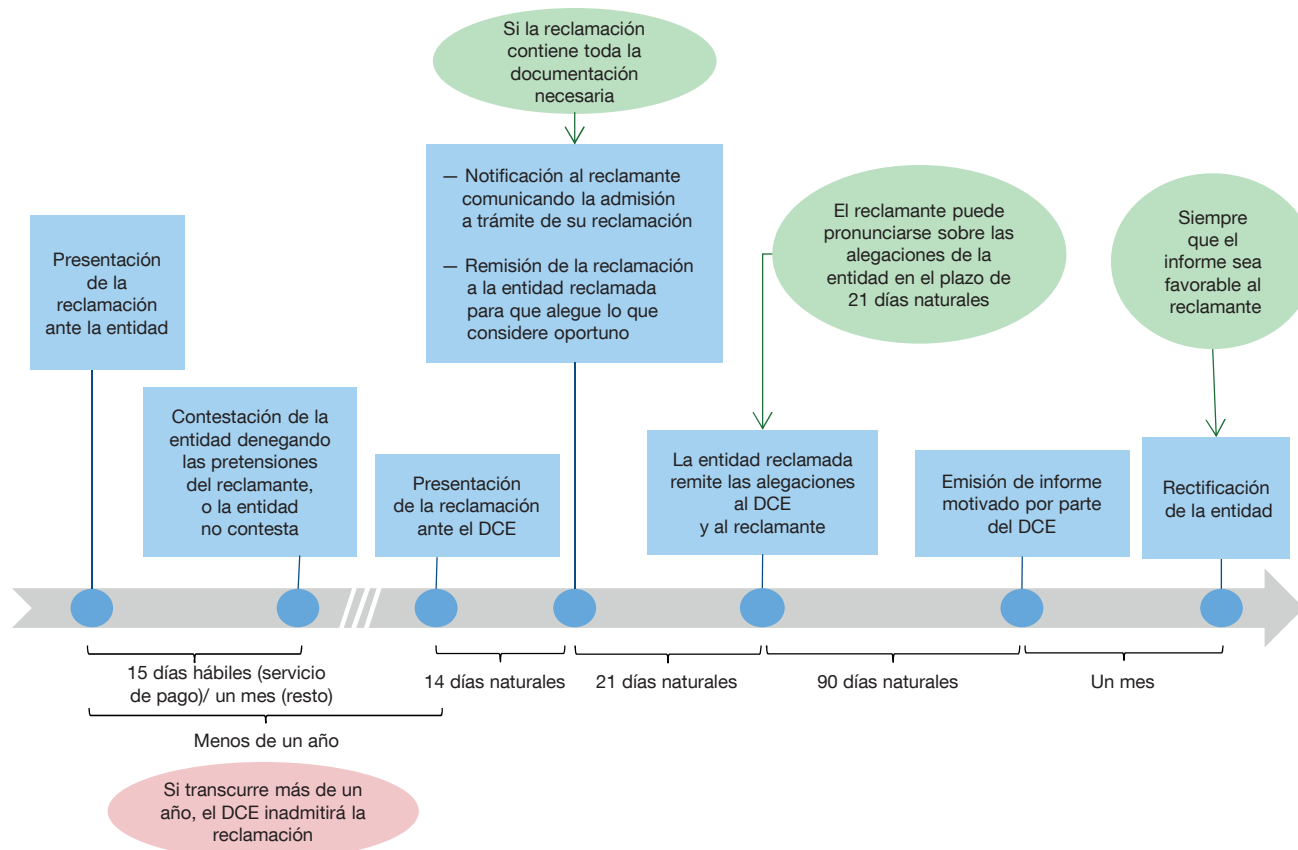 Si la reclamación
contiene toda la
documentación
necesaria
— Notificación al reclamante
comunicando la admisión
a trámite de su reclamación
— Remisión de la reclamación
a la entidad reclamada
para que alegue lo que
considere oportuno
El reclamante puede
pronunciarse sobre las
alegaciones de la
entidad en el plazo de
21 días naturales
Siempre
que el
informe sea
favorable al
reclamante
Presentación
de la
reclamación
ante la entidad
Contestación de la
entidad denegando
las pretensiones
del reclamante,
o la entidad
no contesta
Presentación
de la reclamación
ante el DCE
La entidad reclamada
remite las alegaciones
al DCE
y al reclamante
Emisión de informe
motivado por parte
del DCE
Rectificación
de la entidad
15 días hábiles (servicio
de pago)/ un mes (resto)
14 días naturales
21 días naturales
90 días naturales
Un mes
Menos de un año
Si transcurre más de un
año, el DCE inadmitirá la
reclamación